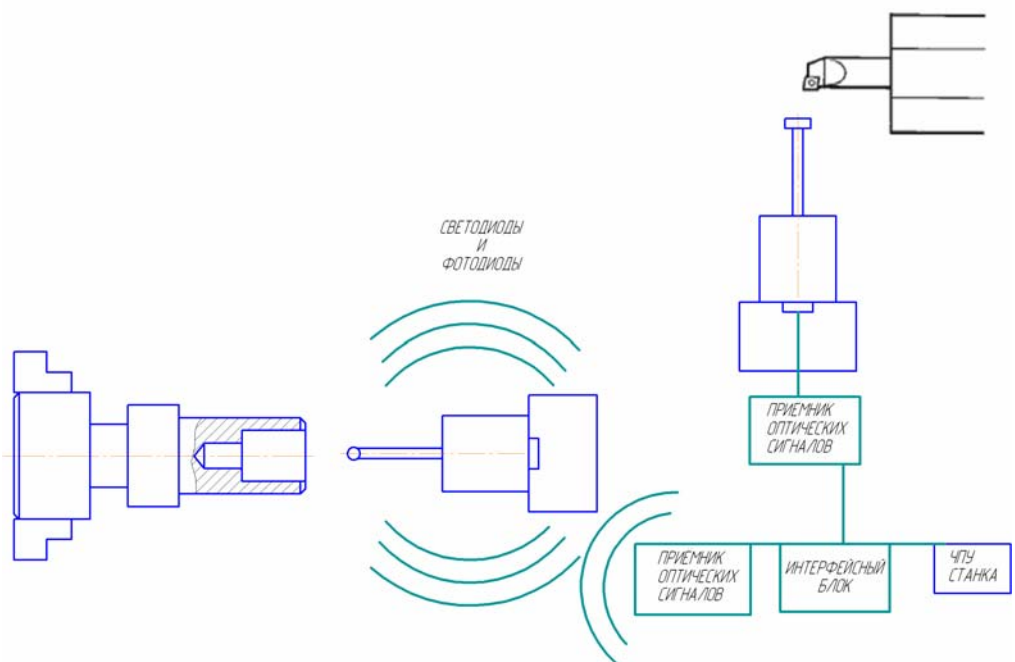 СВЕТОДИОДЫ
И
ФОТОДИОДЫ
ПРИЕМНИК
ОПТИЧЕСКИХ
СИГНАЛОВ
ПРИЕМНИК
ОПТИЧЕСКИХ
СИГНАЛОВ
ИНТЕРФЕЙСНЫЙ
БЛОК
ЧПУ
СТАНКА